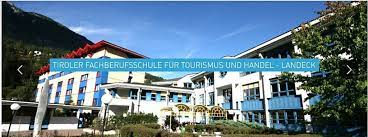 TIROLER FACHBERUFSSCHULE FÜR TOURISMUS UND HANDEL - LANDECK